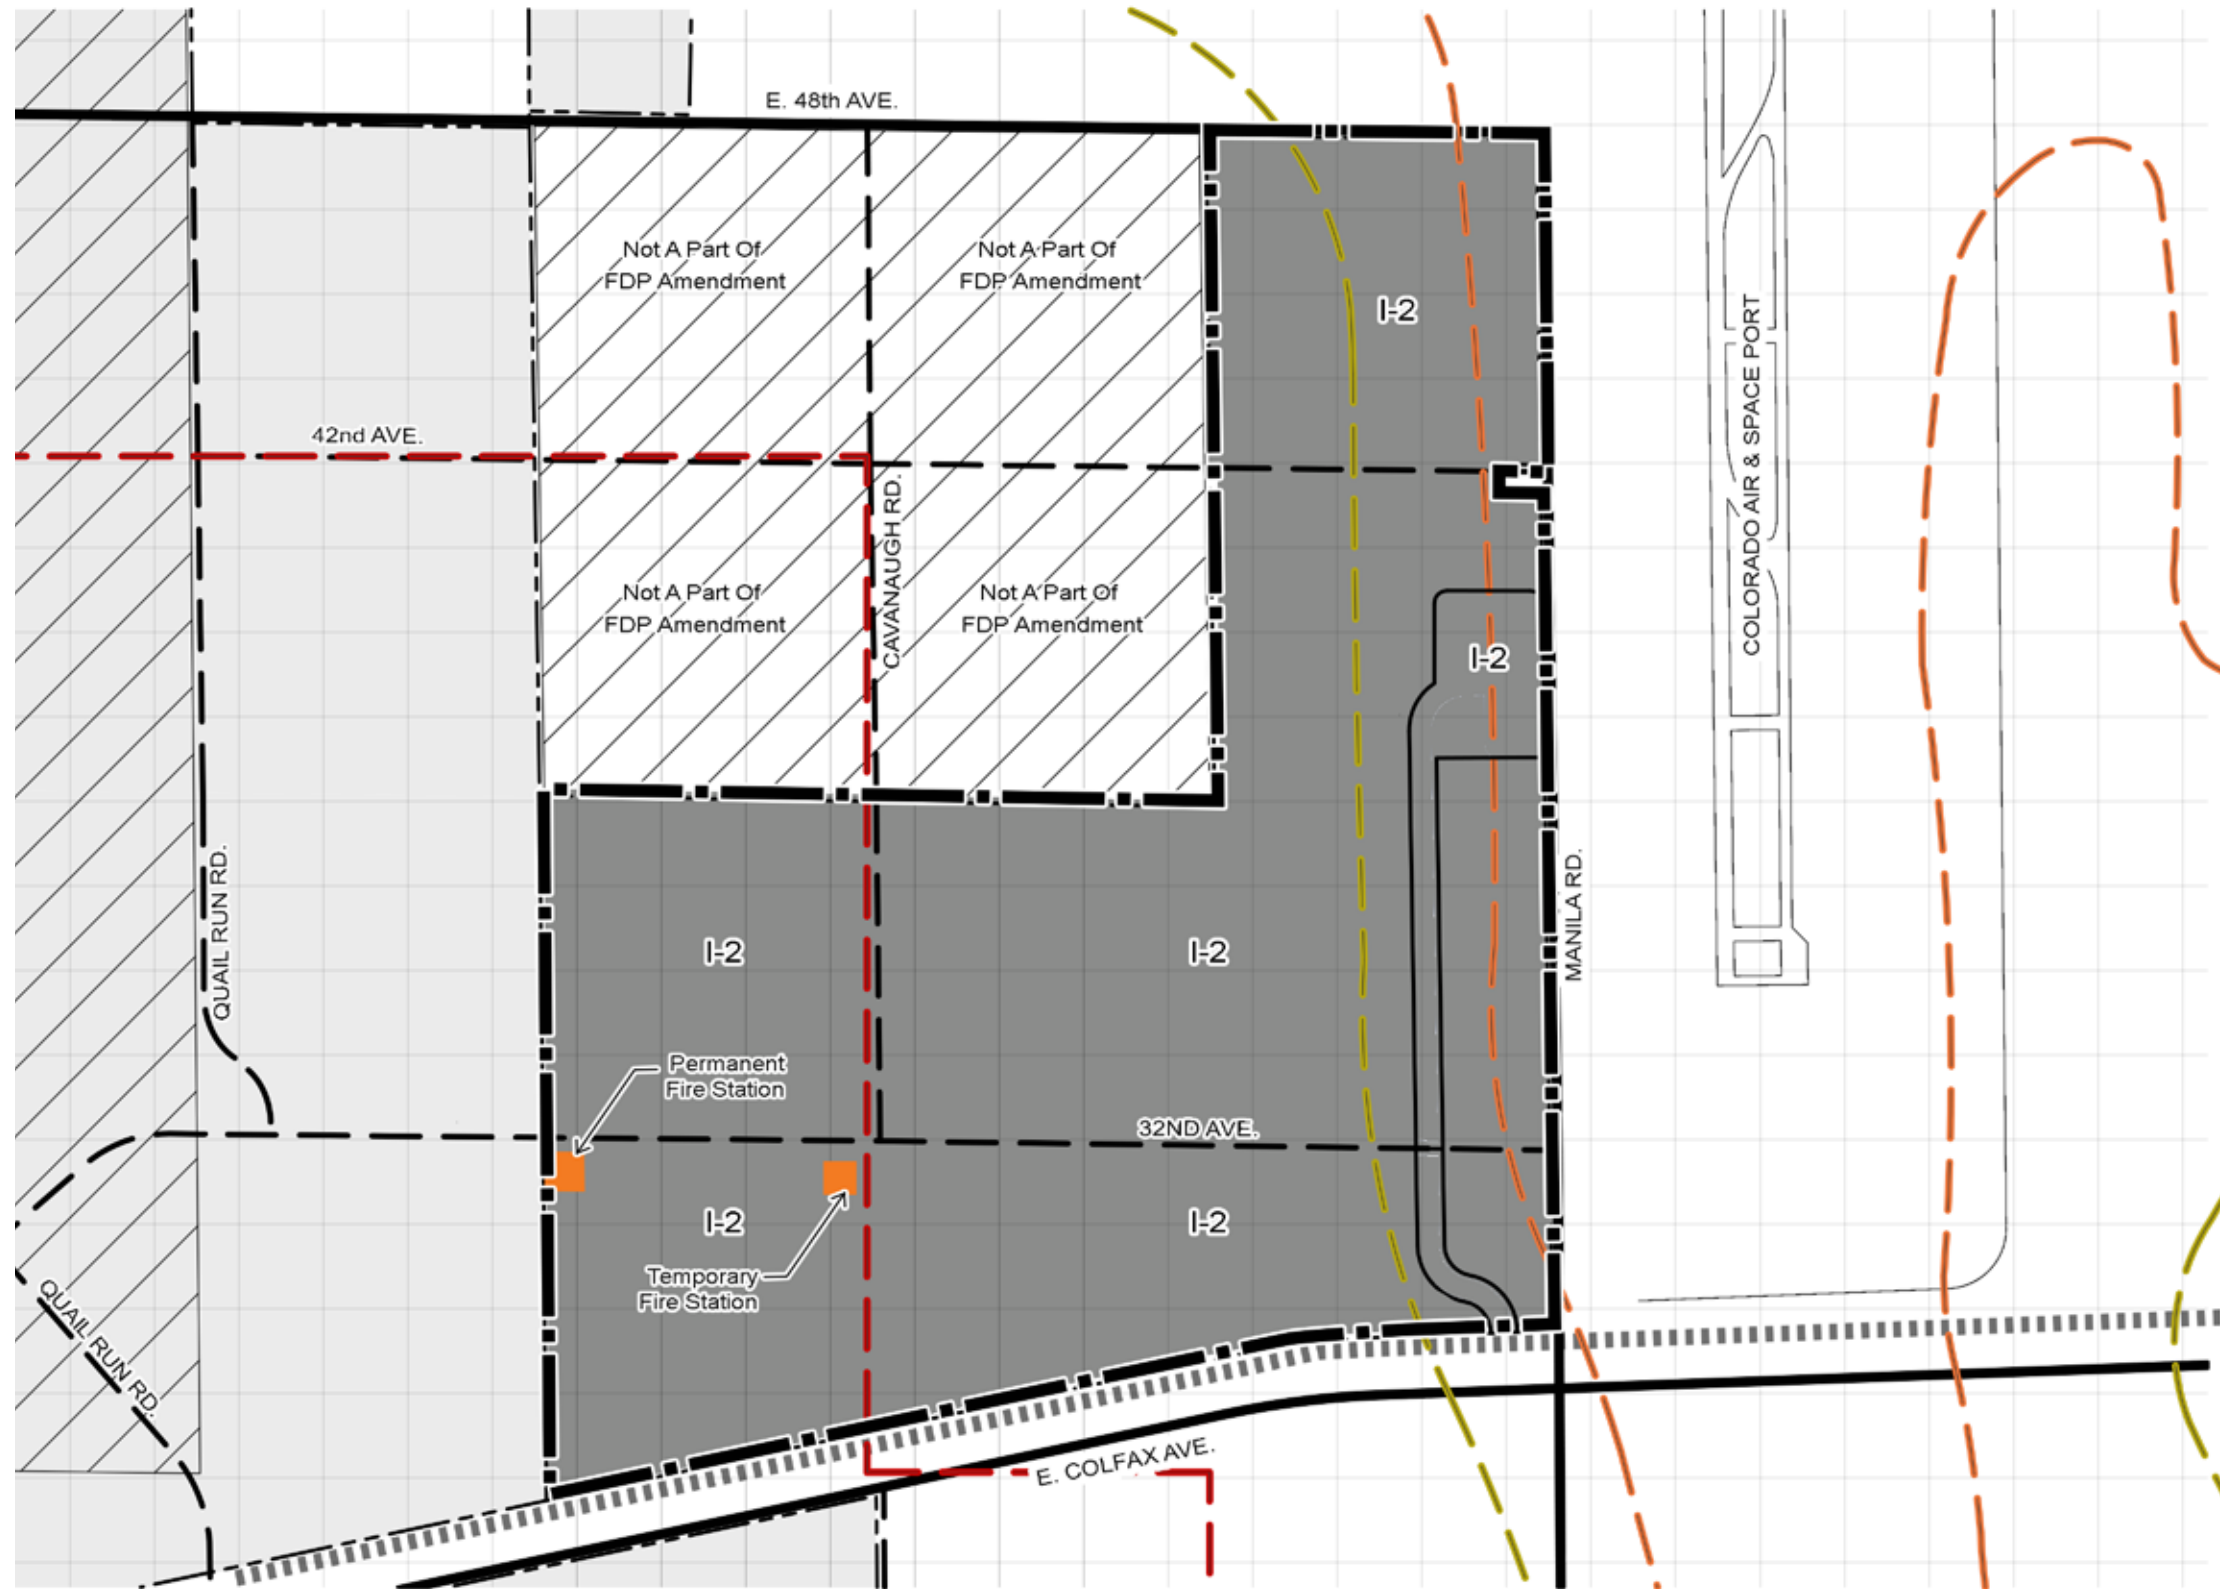 E. 48th AVE.
Not A Part Of
FDP Amendment
Not A Part Of
FDP Amendment
I-2
COLORADO AIR & SPACE PORT
42nd AVE.
CAVANAUGH RD.
Not A Part Of
FDP Amendment
Not A Part Of
FDP Amendment
I-2
QUAIL RUN RD.
MANILA RD.
I-2
I-2
Permanent
Fire Station
32ND AVE.
I-2
I-2
Temporary
Fire Station
QUAIL RUN RD.
E. COLFAX AVE.